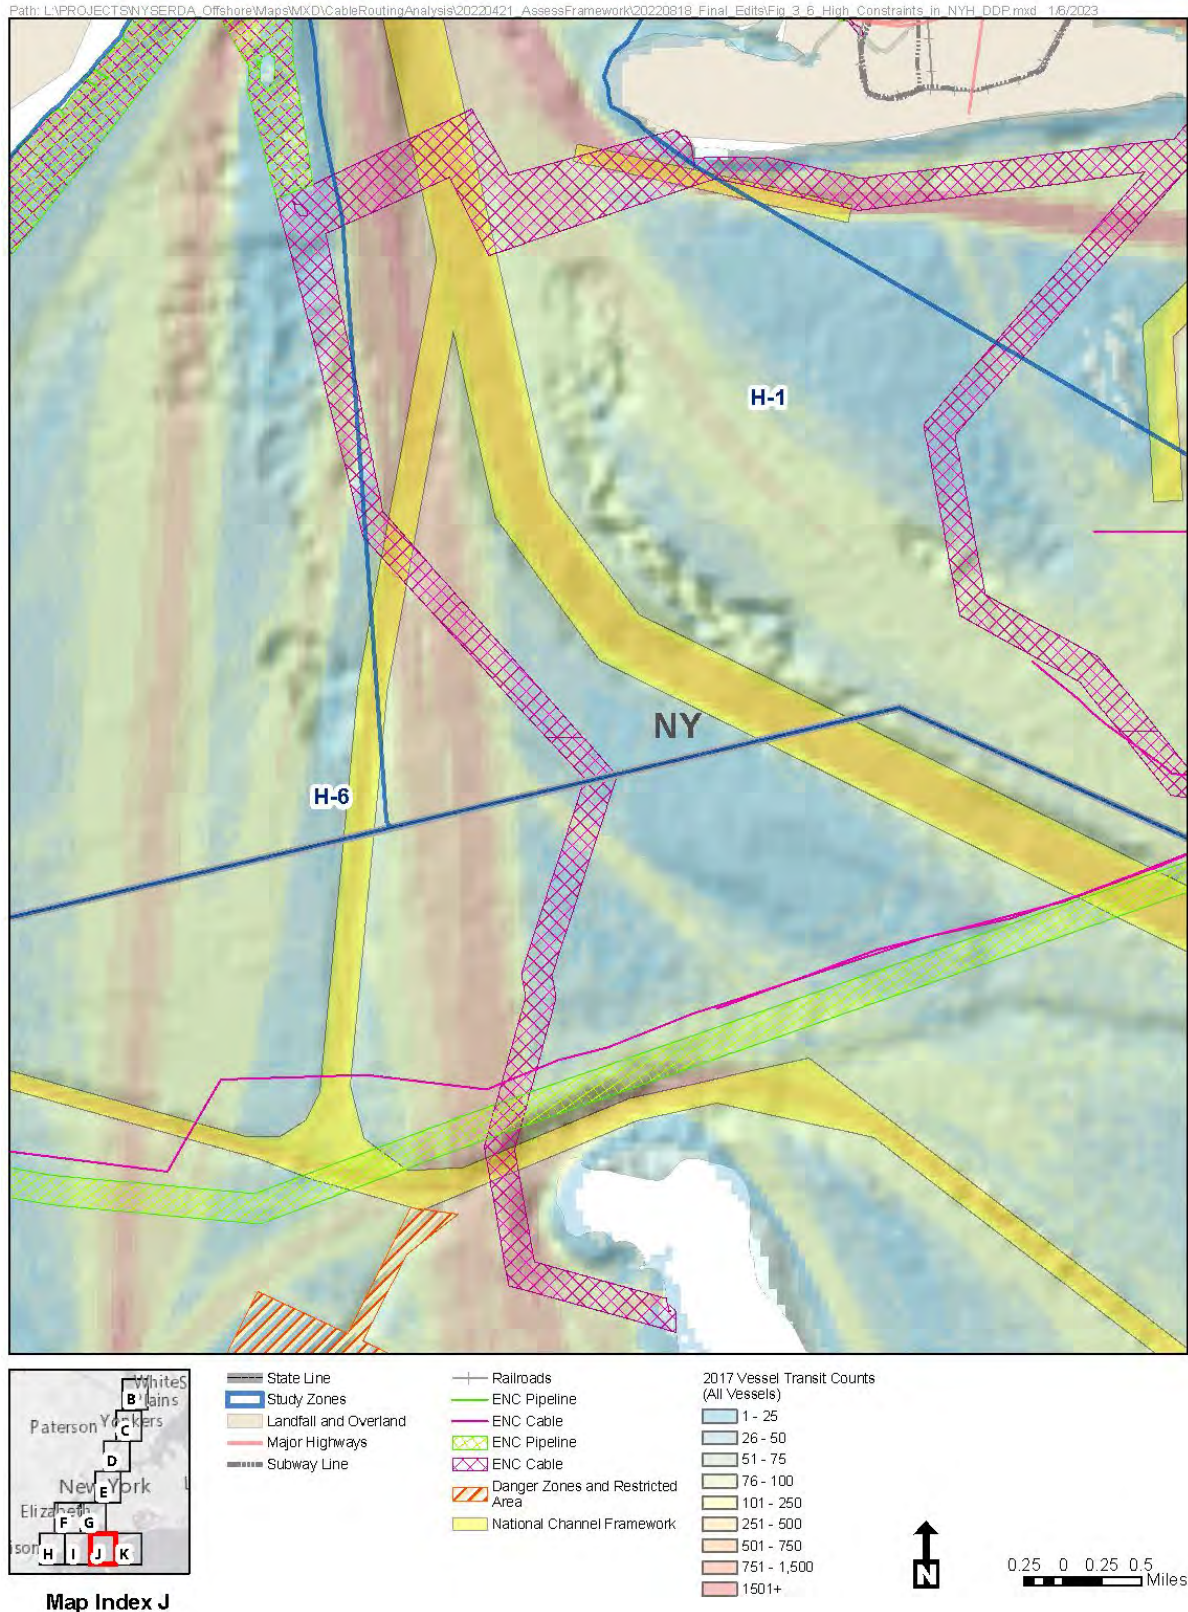 Path: L:\PROJECTS\NYSERDA_Offshore\Maps\MXD\CableRoutingAnalysis\20220421_AssessFramework\20220818_Final_Edits\Fig_3_6_High_Constraints_in_NYH_DDP.mxd 1/6/2023
H-1
NY
H-6
WhiteS
Plains
Paterson
Yonkers
New York
Elizabeth
ison
B
C
D
E
F
G
H
I
J
K
Map Index J
State Line
Study Zones
Landfall and Overland
Major Highways
Subway Line
Railroads
ENC Pipeline
ENC Cable
ENC Pipeline
ENC Cable
Danger Zones and Restricted
Area
National Channel Framework
2017 Vessel Transit Counts
(All Vessels)
1 - 25
26 - 50
51 - 75
76 - 100
101 - 250
251 - 500
501 - 750
751 - 1,500
1501+
N
0.25 0 0.25 0.5
Miles